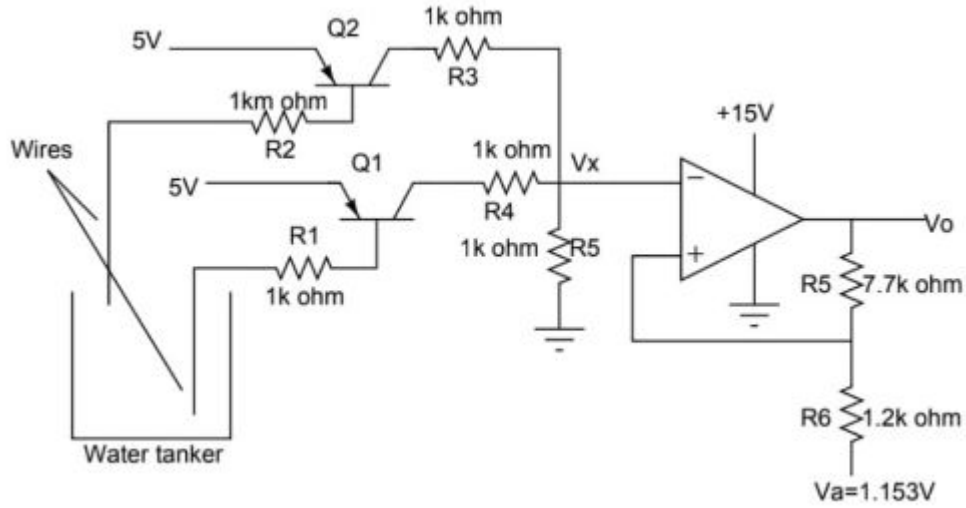 1k ohm
Q2
5V
R3
1km ohm
R2
Wires
+15V
1k ohm
Vx
Q1
5V
R4
Vo
R1
1k ohm
R5
R5
7.7k ohm
1k ohm
R6
1.2k ohm
Water tanker
Va=1.153V
−
+